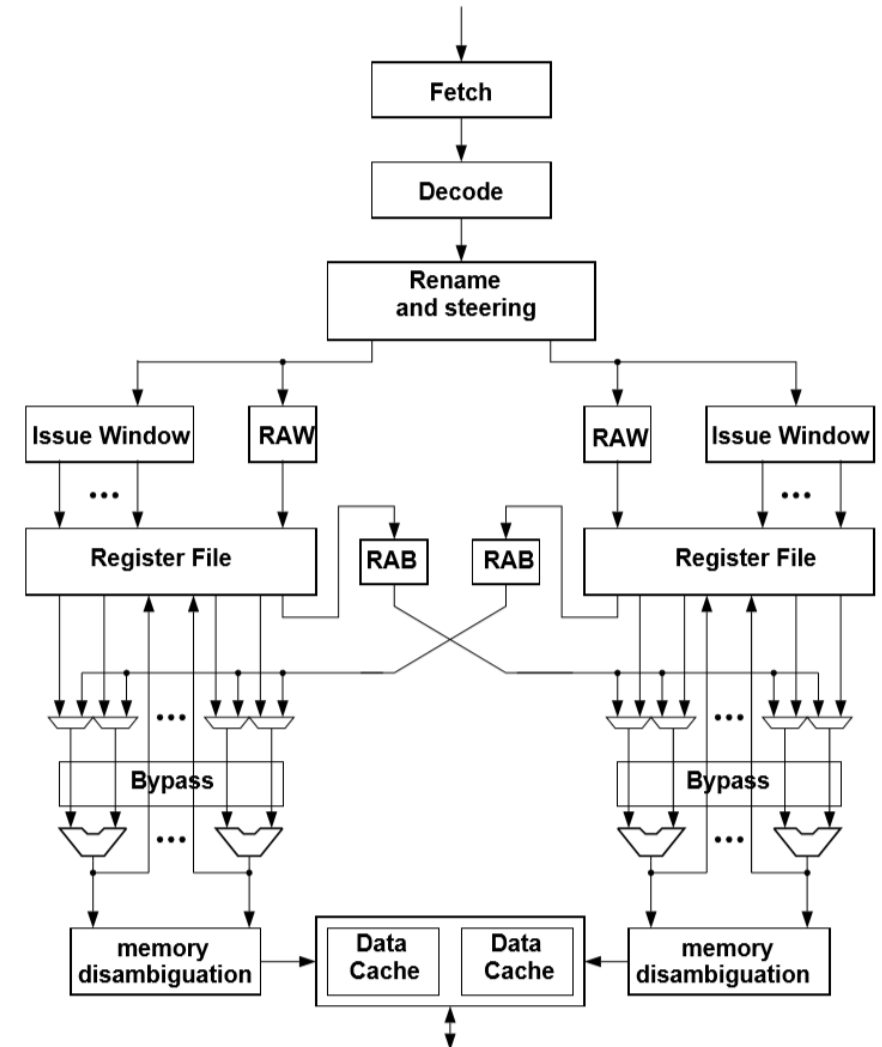 Fetch
Decode
Rename
and steering
Issue Window
RAW
RAW
Issue Window
•••
•••
Register File
RAB
RAB
Register File
•••
•••
Bypass
Bypass
•••
•••
memory
disambiguation
Data
Cache
Data
Cache
memory
disambiguation